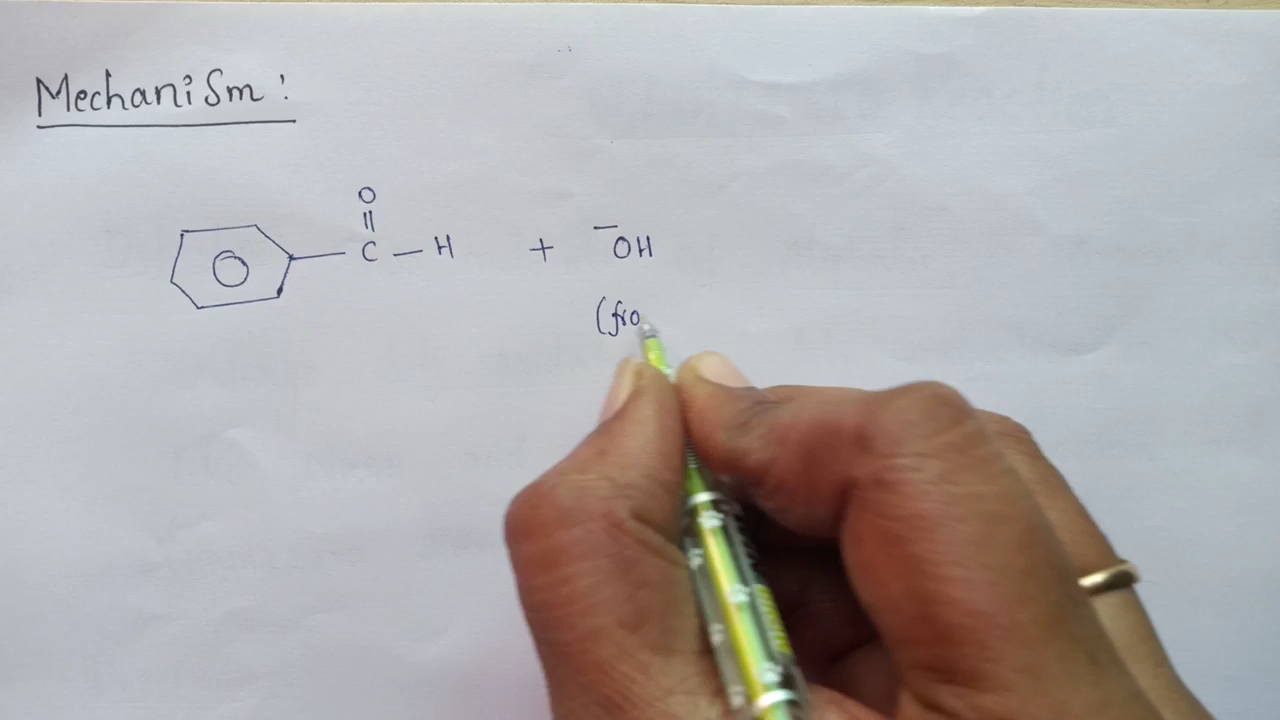 Mechanism :
O
||
C — H + ‾OH
(fro